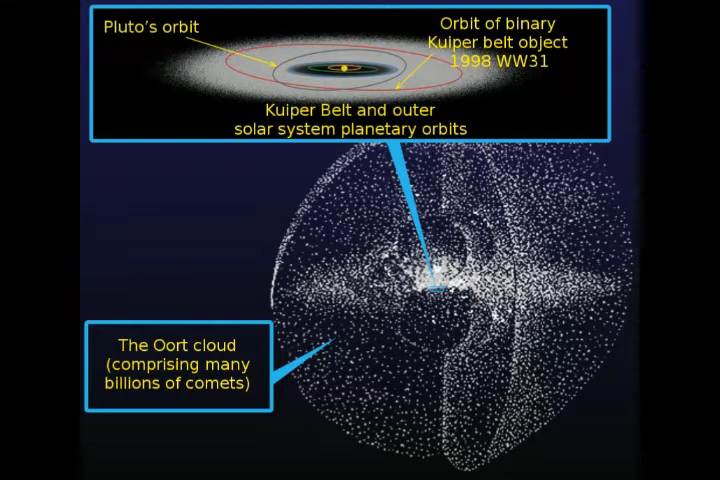 Pluto's orbit
Orbit of binary
Kuiper belt object
1998 WW31
Kuiper Belt and outer
solar system planetary orbits
The Oort cloud
(comprising many
billions of comets)